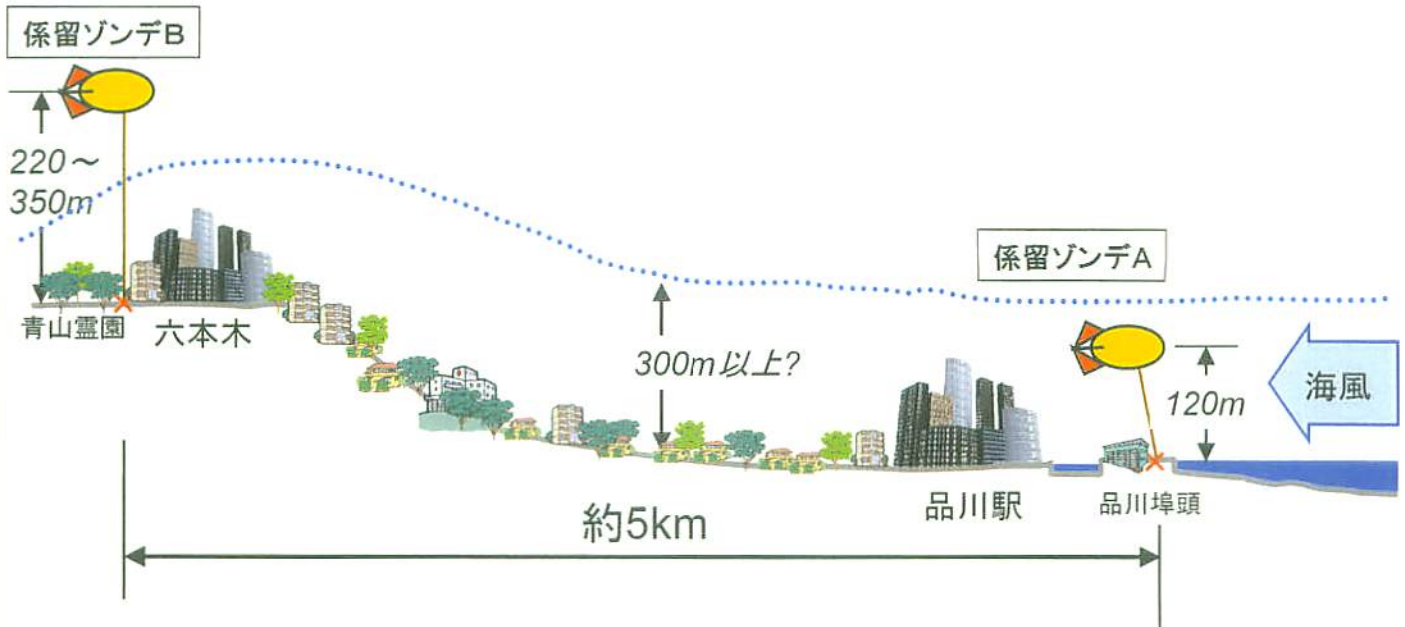 係留ゾンデB
220～
350m
青山霊園
六本木
300m以上?
係留ゾンデA
120m
海風
品川駅
品川埠頭
約5km